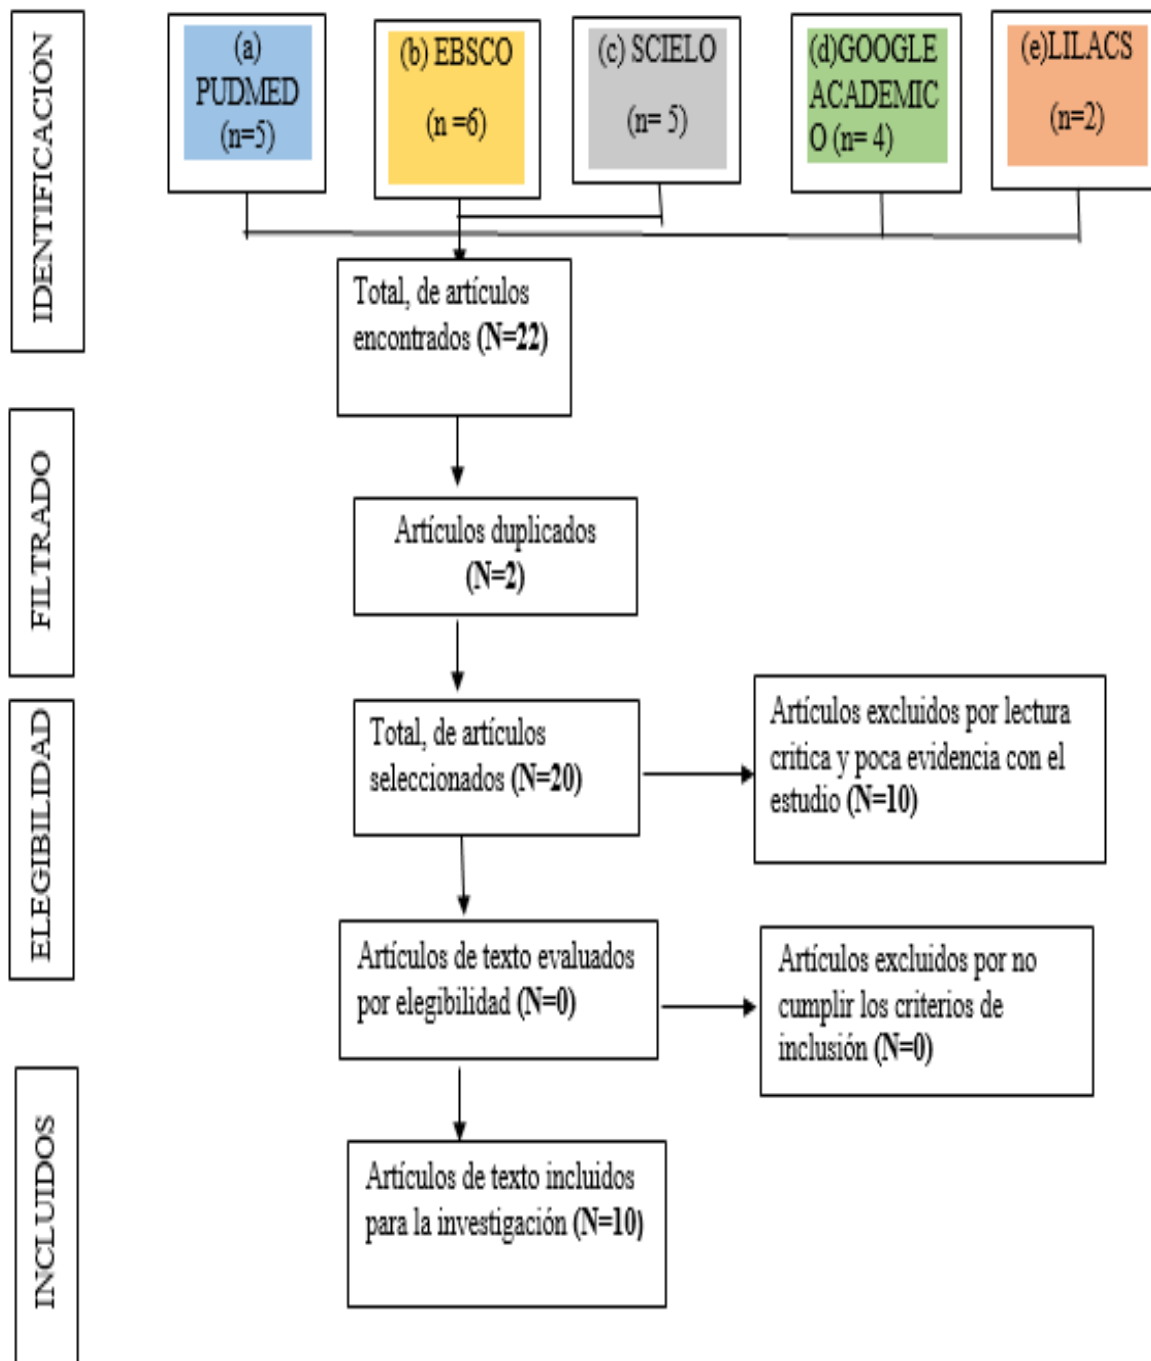 IDENTIFICACIÓN
(a)
PUDMED
(n=5)
(b) EBSCO
(n =6)
(c) SCIELO
(n= 5)
(d)GOOGLE
ACADEMIC
O (n= 4)
(e)LILACS
(n=2)
Total, de artículos
encontrados (N=22)
FILTRADO
Artículos duplicados
(N=2)
ELEGIBILIDAD
Total, de artículos
seleccionados (N=20)
Artículos excluidos por lectura
critica y poca evidencia con el
estudio (N=10)
Artículos de texto evaluados
por elegibilidad (N=0)
Artículos excluidos por no
cumplir los criterios de
inclusión (N=0)
INCLUIDOS
Artículos de texto incluidos
para la investigación (N=10)